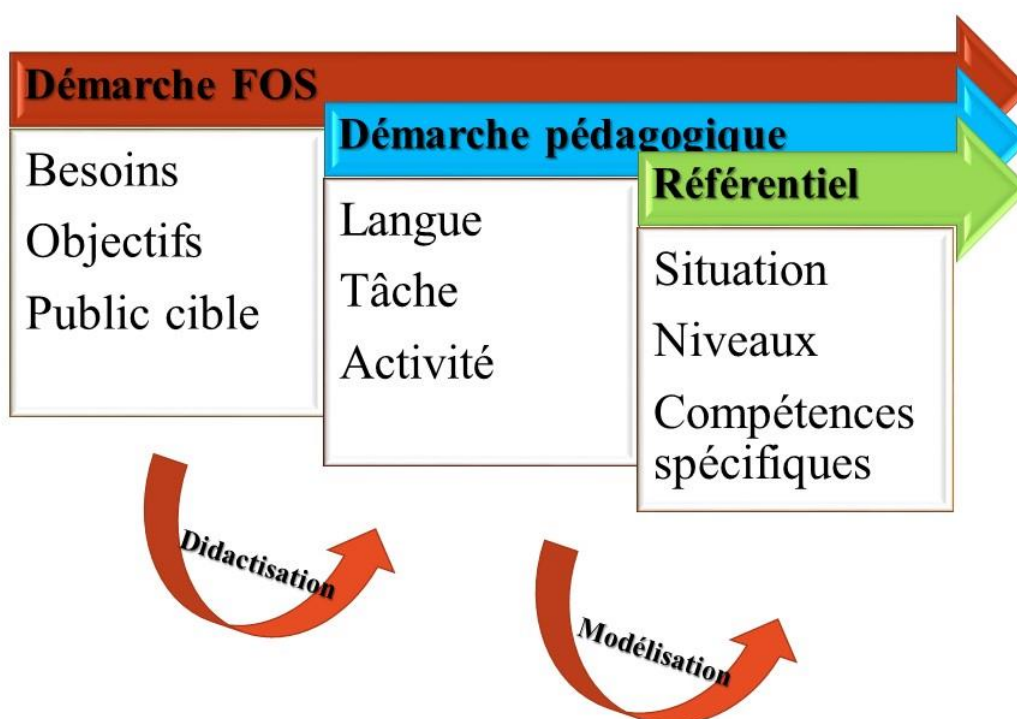 Démarche FOS
Besoins
Objectifs
Public cible
Démarche pédagogique
Langue
Tâche
Activité
Référentiel
Situation
Niveaux
Compétences
spécifiques
Didactisation
Modélisation